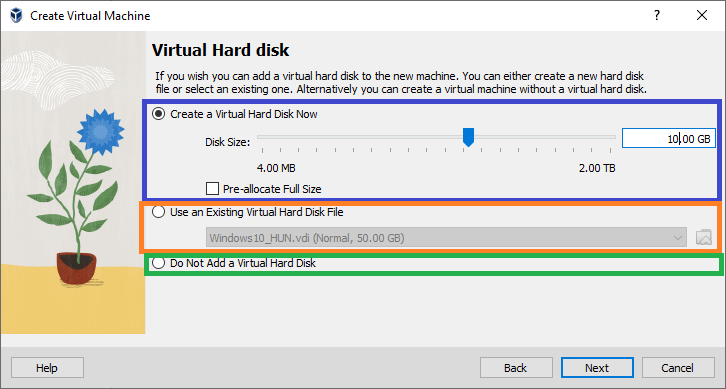 Create Virtual Machine
Virtual Hard disk
If you wish you can add a virtual hard disk to the new machine. You can either create a new hard disk
file or select an existing one. Alternatively you can create a virtual machine without a virtual hard disk.
Create a Virtual Hard Disk Now
Disk Size: 10.00 GB
4.00 MB 2.00 TB
Pre-allocate Full Size
Use an Existing Virtual Hard Disk File
Windows10_HUN.vdi (Normal, 50.00 GB)
Do Not Add a Virtual Hard Disk
Help Back Next Cancel